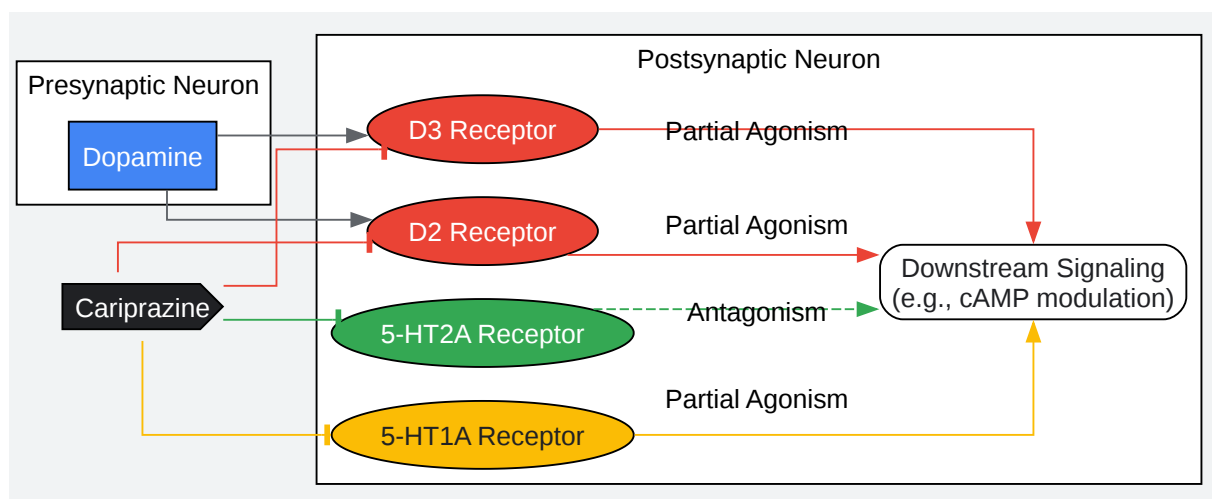 Postsynaptic Neuron
Presynaptic Neuron
Dopamine
D3 Receptor
Partial Agonism
D2 Receptor
Partial Agonism
Downstream Signaling
(e.g., cAMP modulation)
Cariprazine
5-HT2A Receptor
Antagonism
5-HT1A Receptor
Partial Agonism